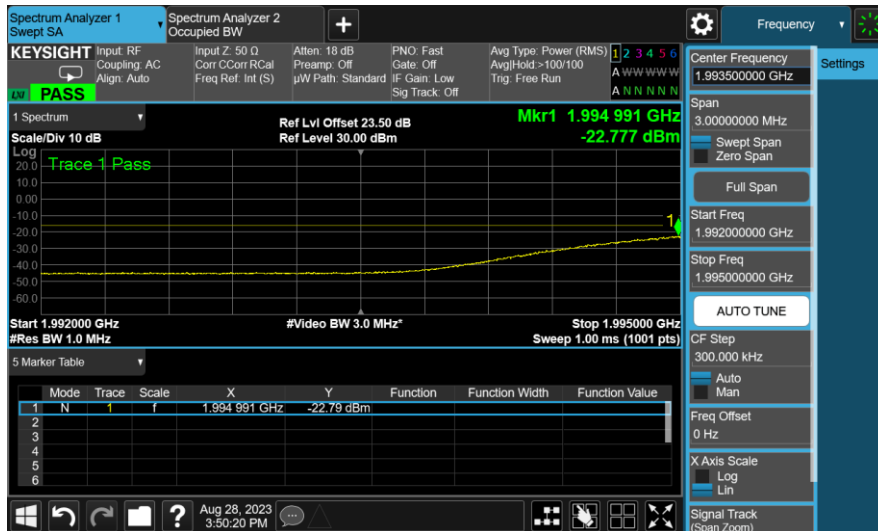 Spectrum Analyzer 1
Swept SA
Spectrum Analyzer 2
Occupied BW
+
Frequency
KEYSIGHT
Input: RF
Coupling: AC
Align: Auto
Input Z: 50 Ω
Corr CCorr RCal
Freq Ref: Int (S)
Atten: 18 dB
Preamp: Off
µW Path: Standard
PNO: Fast
Gate: Off
IF Gain: Low
Sig Track: Off
Avg Type: Power (RMS)
Avg|Hold:>100/100
Trig: Free Run
1 2 3 4 5 6
A W W W W W
A N N N N N
LXI
PASS
1 Spectrum
Scale/Div 10 dB
Ref Lvl Offset 23.50 dB
Ref Level 30.00 dBm
Mkr1 1.994 991 GHz
-22.777 dBm
Log
Trace 1 Pass
20.0
10.0
0.00
-10.0
-20.0
-30.0
-40.0
-50.0
-60.0
1
Start 1.992000 GHz
#Res BW 1.0 MHz
#Video BW 3.0 MHz*
Stop 1.995000 GHz
Sweep 1.00 ms (1001 pts)
5 Marker Table
Mode Trace Scale X Y Function Function Width Function Value
1 N 1 f 1.994 991 GHz -22.79 dBm
2
3
4
5
6
Aug 28, 2023
3:50:20 PM
?
Center Frequency
1.993500000 GHz
Settings
Span
3.00000000 MHz
Swept Span
Zero Span
Full Span
Start Freq
1.992000000 GHz
Stop Freq
1.995000000 GHz
AUTO TUNE
CF Step
300.000 kHz
Auto
Man
Freq Offset
0 Hz
X Axis Scale
Log
Lin
Signal Track
(Span Zoom)